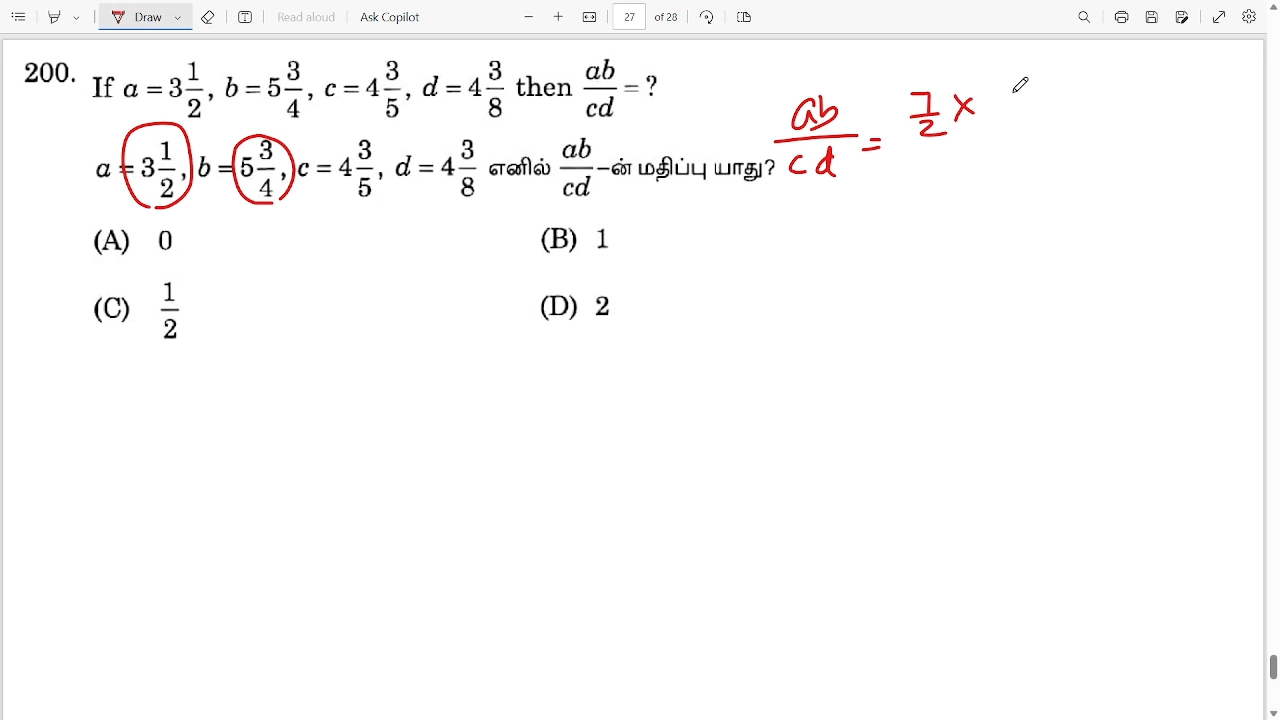 Draw Read aloud Ask Copilot 27 of 28
200. If a = 3 1/2, b = 5 3/4, c = 4 3/5, d = 4 3/8 then ab/cd = ?
a = 3 1/2, b = 5 3/4, c = 4 3/5, d = 4 3/8 எனில் ab/cd –ன் மதிப்பு யாது?
ab/cd = 7/2 x
(A) 0 (B) 1
(C) 1/2 (D) 2